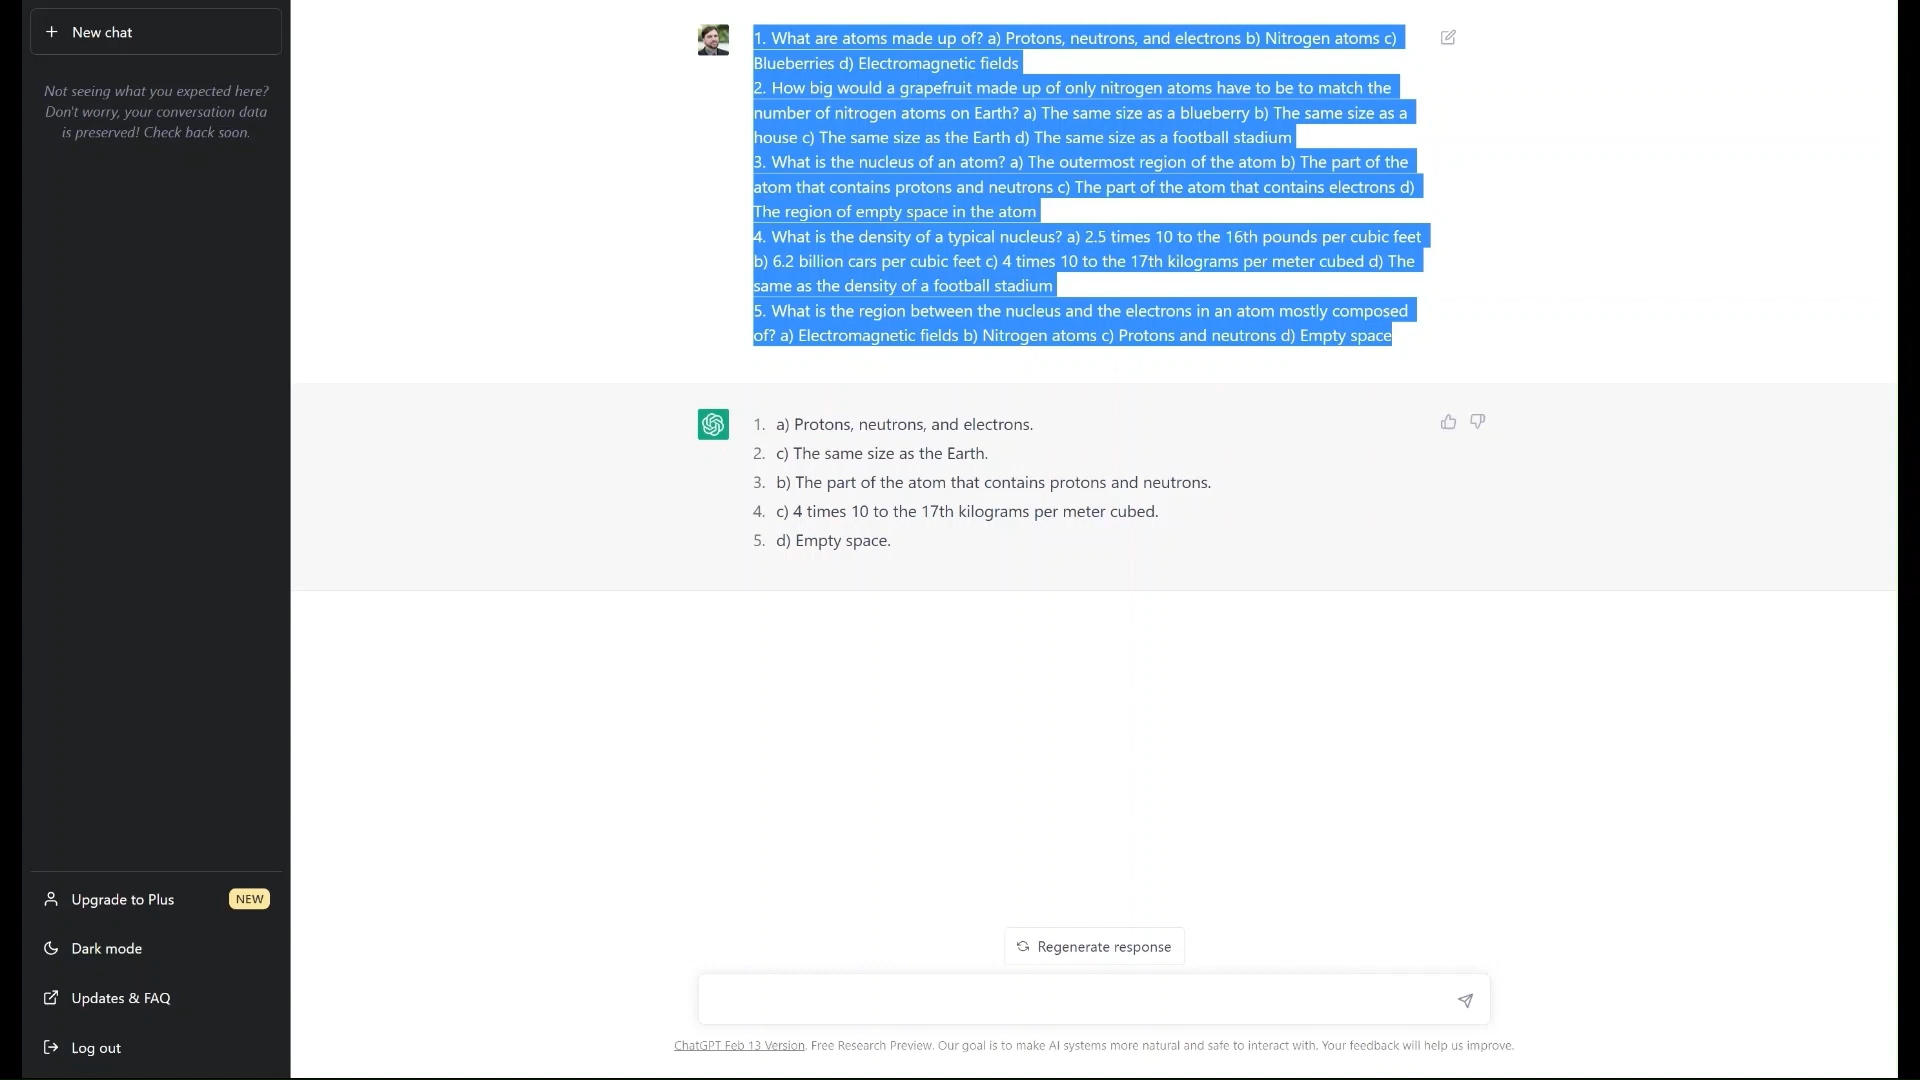 New chat
Not seeing what you expected here?
Don't worry, your conversation data
is preserved! Check back soon.
1. What are atoms made up of? a) Protons, neutrons, and electrons b) Nitrogen atoms c)
Blueberries d) Electromagnetic fields
2. How big would a grapefruit made up of only nitrogen atoms have to be to match the
number of nitrogen atoms on Earth? a) The same size as a blueberry b) The same size as a
house c) The same size as the Earth d) The same size as a football stadium
3. What is the nucleus of an atom? a) The outermost region of the atom b) The part of the
atom that contains protons and neutrons c) The part of the atom that contains electrons d)
The region of empty space in the atom
4. What is the density of a typical nucleus? a) 2.5 times 10 to the 16th pounds per cubic feet
b) 6.2 billion cars per cubic feet c) 4 times 10 to the 17th kilograms per meter cubed d) The
same as the density of a football stadium
5. What is the region between the nucleus and the electrons in an atom mostly composed
of? a) Electromagnetic fields b) Nitrogen atoms c) Protons and neutrons d) Empty space
1. a) Protons, neutrons, and electrons.
2. c) The same size as the Earth.
3. b) The part of the atom that contains protons and neutrons.
4. c) 4 times 10 to the 17th kilograms per meter cubed.
5. d) Empty space.
Upgrade to Plus NEW
Dark mode
Updates & FAQ
Log out
Regenerate response
ChatGPT Feb 13 Version. Free Research Preview. Our goal is to make AI systems more natural and safe to interact with. Your feedback will help us improve.